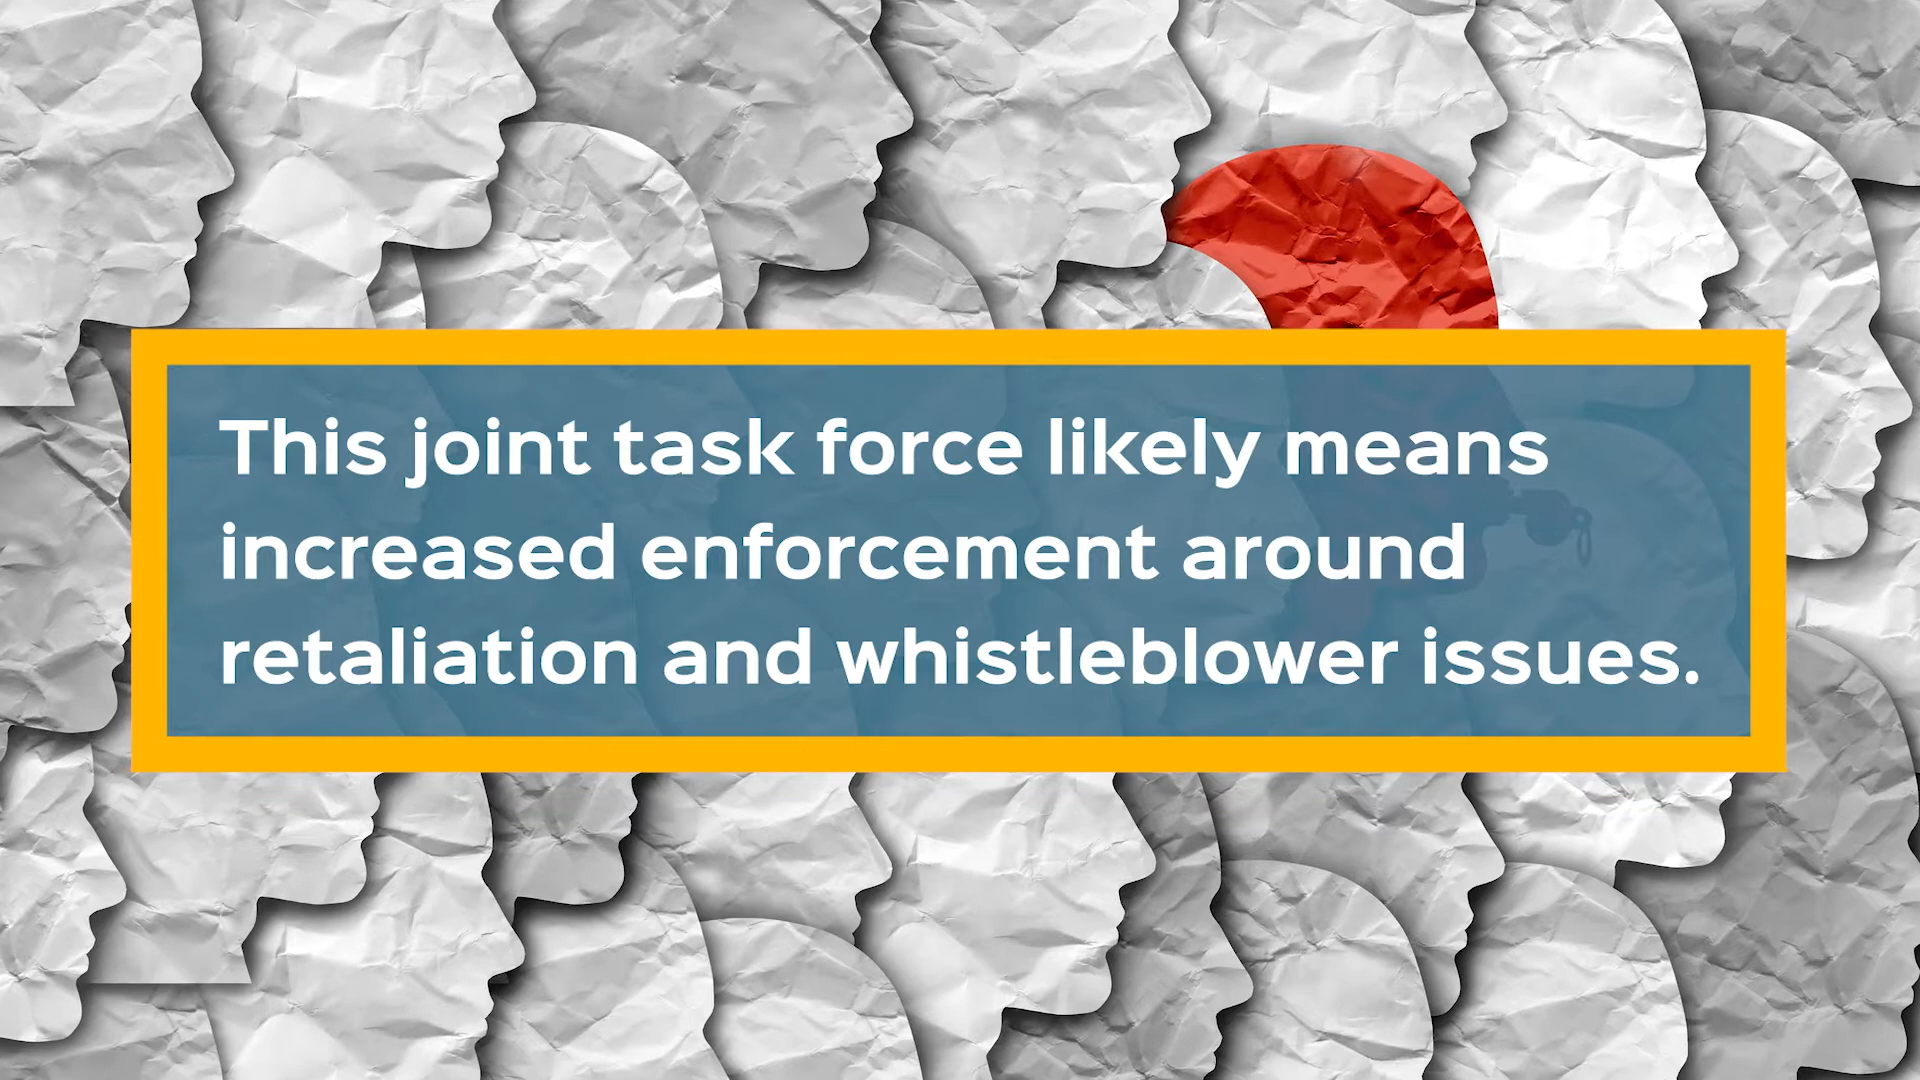 This joint task force likely means
increased enforcement around
retaliation and whistleblower issues.